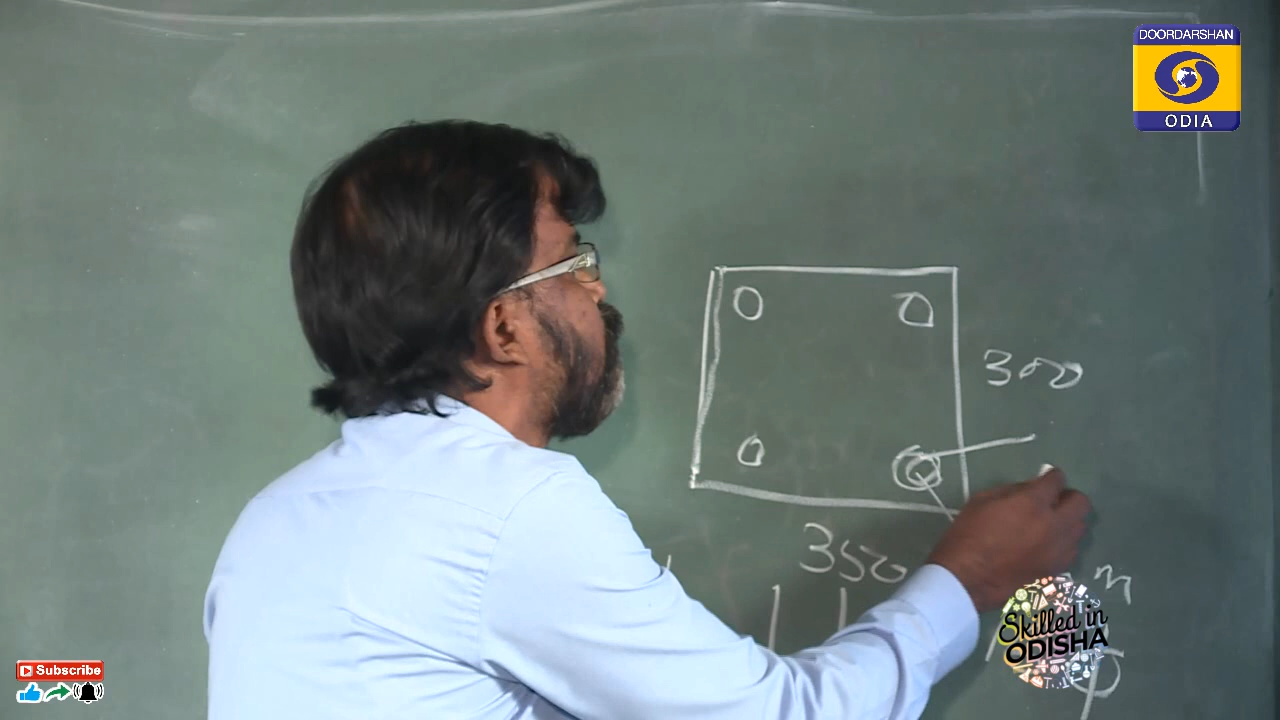 DOORDARSHAN
ODIA
300
350
Skilled in
ODISHA
Subscribe